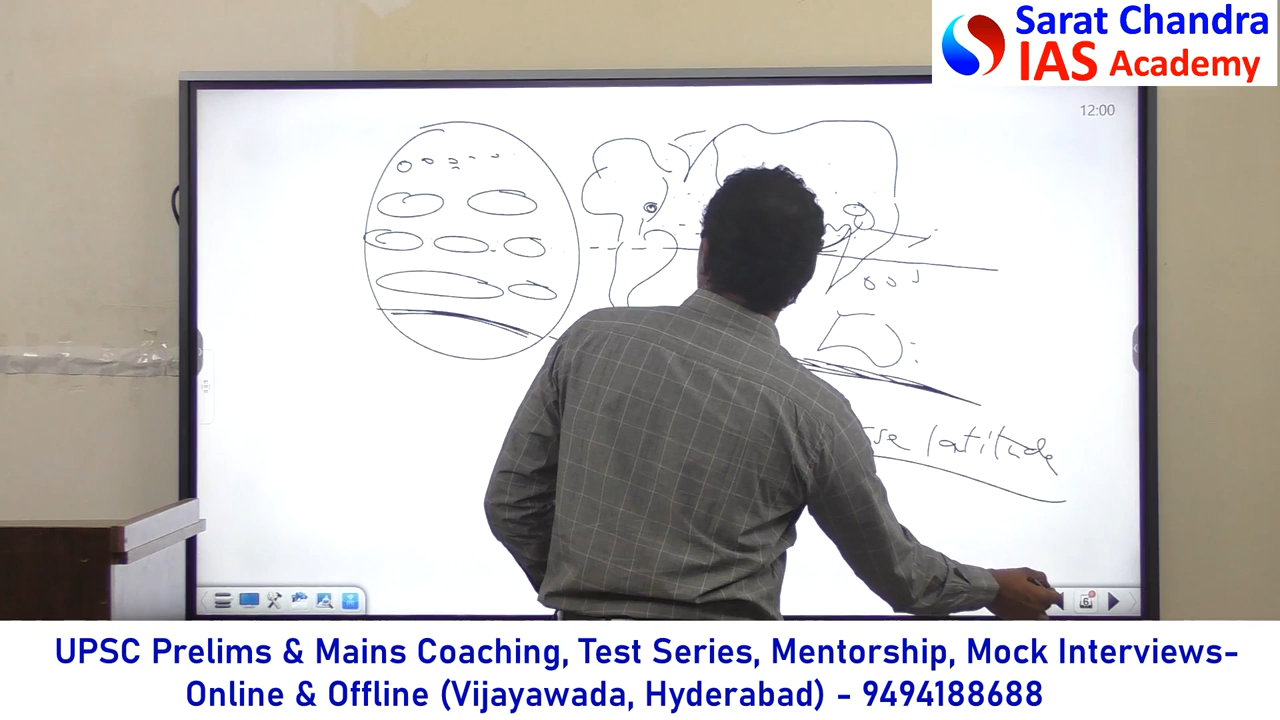 Sarat Chandra
IAS Academy
12:00
latitude
6
UPSC Prelims & Mains Coaching, Test Series, Mentorship, Mock Interviews-
Online & Offline (Vijayawada, Hyderabad) - 9494188688